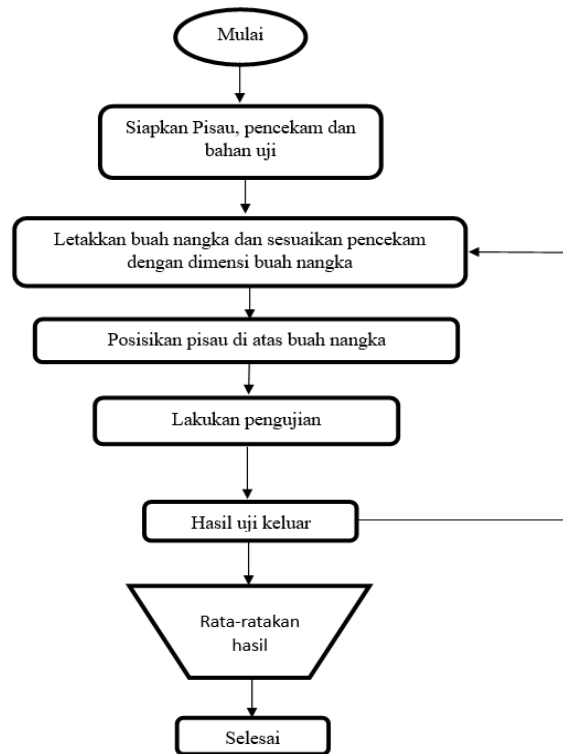 Mulai
Siapkan Pisau, pencekam dan
bahan uji
Letakkan buah nangka dan sesuaikan pencekam
dengan dimensi buah nangka
Posisikan pisau di atas buah nangka
Lakukan pengujian
Hasil uji keluar
Rata-ratakan
hasil
Selesai